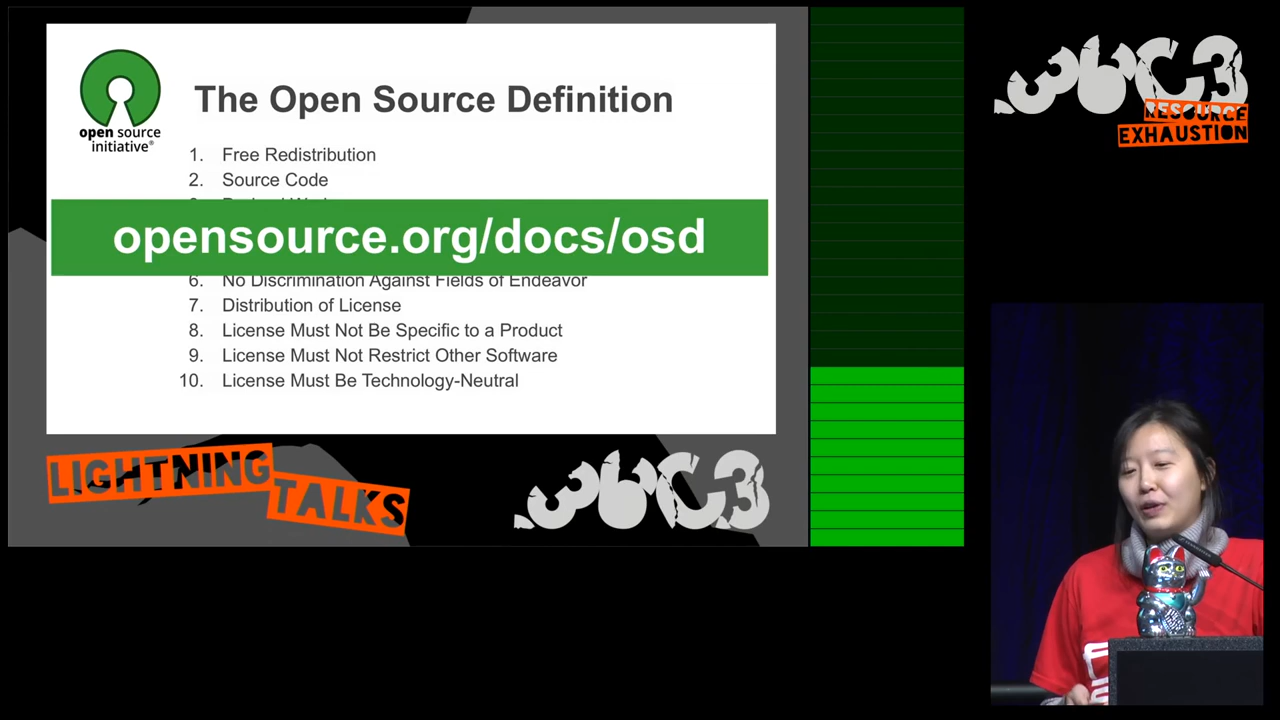 open source
initiative®
The Open Source Definition
1. Free Redistribution
2. Source Code
opensource.org/docs/osd
6. No Discrimination Against Fields of Endeavor
7. Distribution of License
8. License Must Not Be Specific to a Product
9. License Must Not Restrict Other Software
10. License Must Be Technology-Neutral
LIGHTNING
TALKS
36C3
36C3
RESOURCE
EXHAUSTION